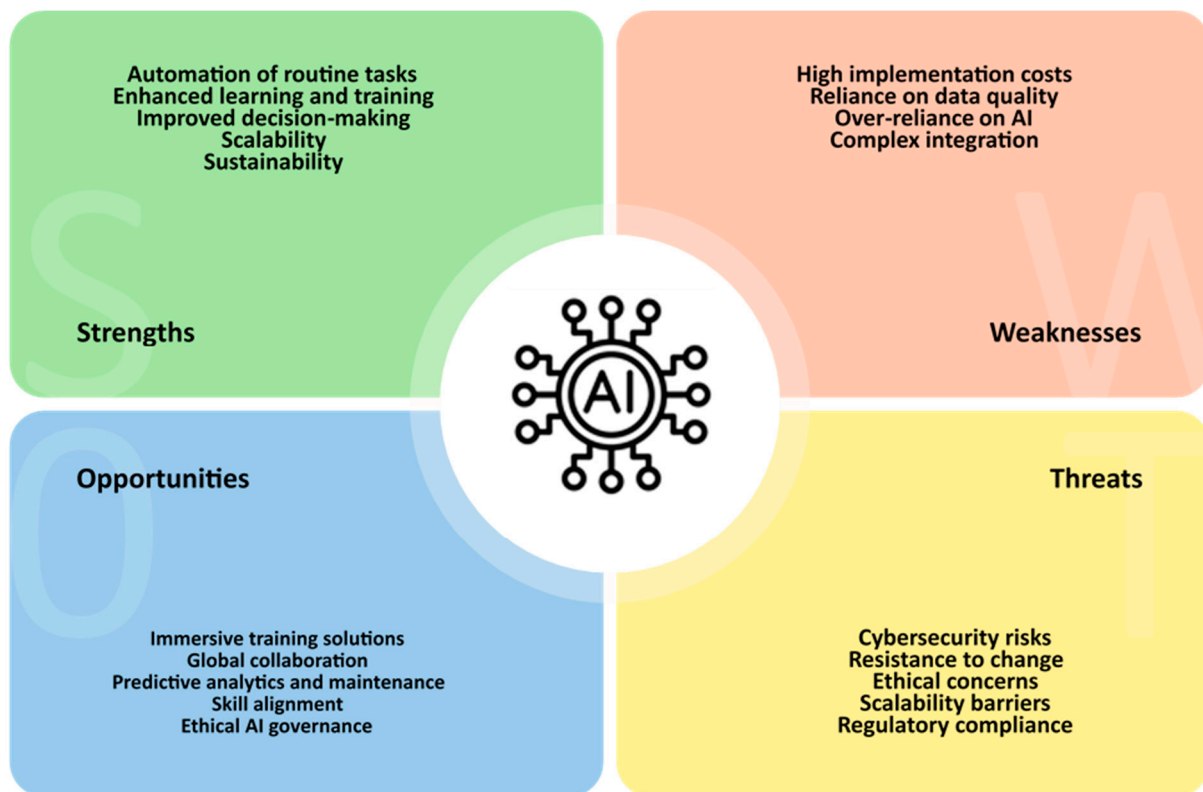 Automation of routine tasks
Enhanced learning and training
Improved decision-making
Scalability
Sustainability
S
Strengths
High implementation costs
Reliance on data quality
Over-reliance on AI
Complex integration
W
Weaknesses
AI
O
Opportunities
Immersive training solutions
Global collaboration
Predictive analytics and maintenance
Skill alignment
Ethical AI governance
T
Threats
Cybersecurity risks
Resistance to change
Ethical concerns
Scalability barriers
Regulatory compliance